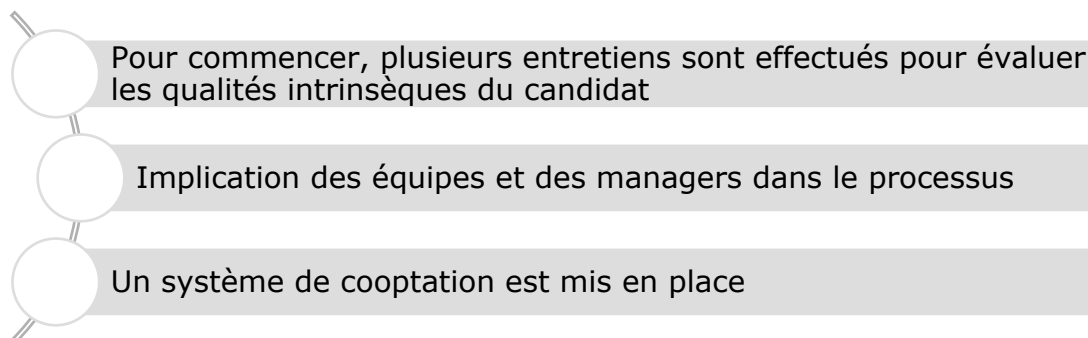 Pour commencer, plusieurs entretiens sont effectués pour évaluer
les qualités intrinsèques du candidat
Implication des équipes et des managers dans le processus
Un système de cooptation est mis en place